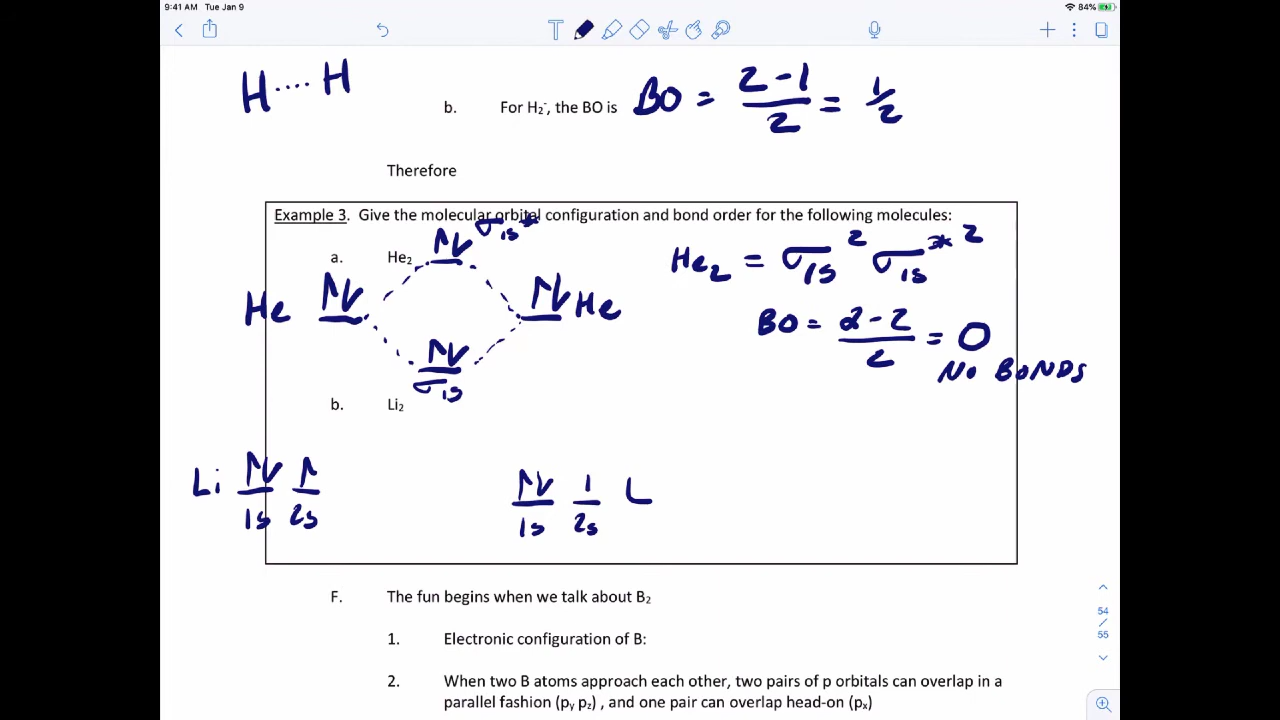 9:41 AM Tue Jan 9
84%
H ···· H
b. For H₂⁻, the BO is BO = 2 - 1 / 2 = 1/2
Therefore
Example 3. Give the molecular orbital configuration and bond order for the following molecules:
a. He₂
σ1s*
He₂ = σ1s² σ1s*²
He ↑↓ ↑↓ He
BO = 2 - 2 / 2 = 0
NO BONDS
σ1s
b. Li₂
Li 1s 2s
1s 2s L
F. The fun begins when we talk about B₂
1. Electronic configuration of B:
2. When two B atoms approach each other, two pairs of p orbitals can overlap in a
parallel fashion (pᵧ p𝓏) , and one pair can overlap head-on (pₓ)
54
/
55